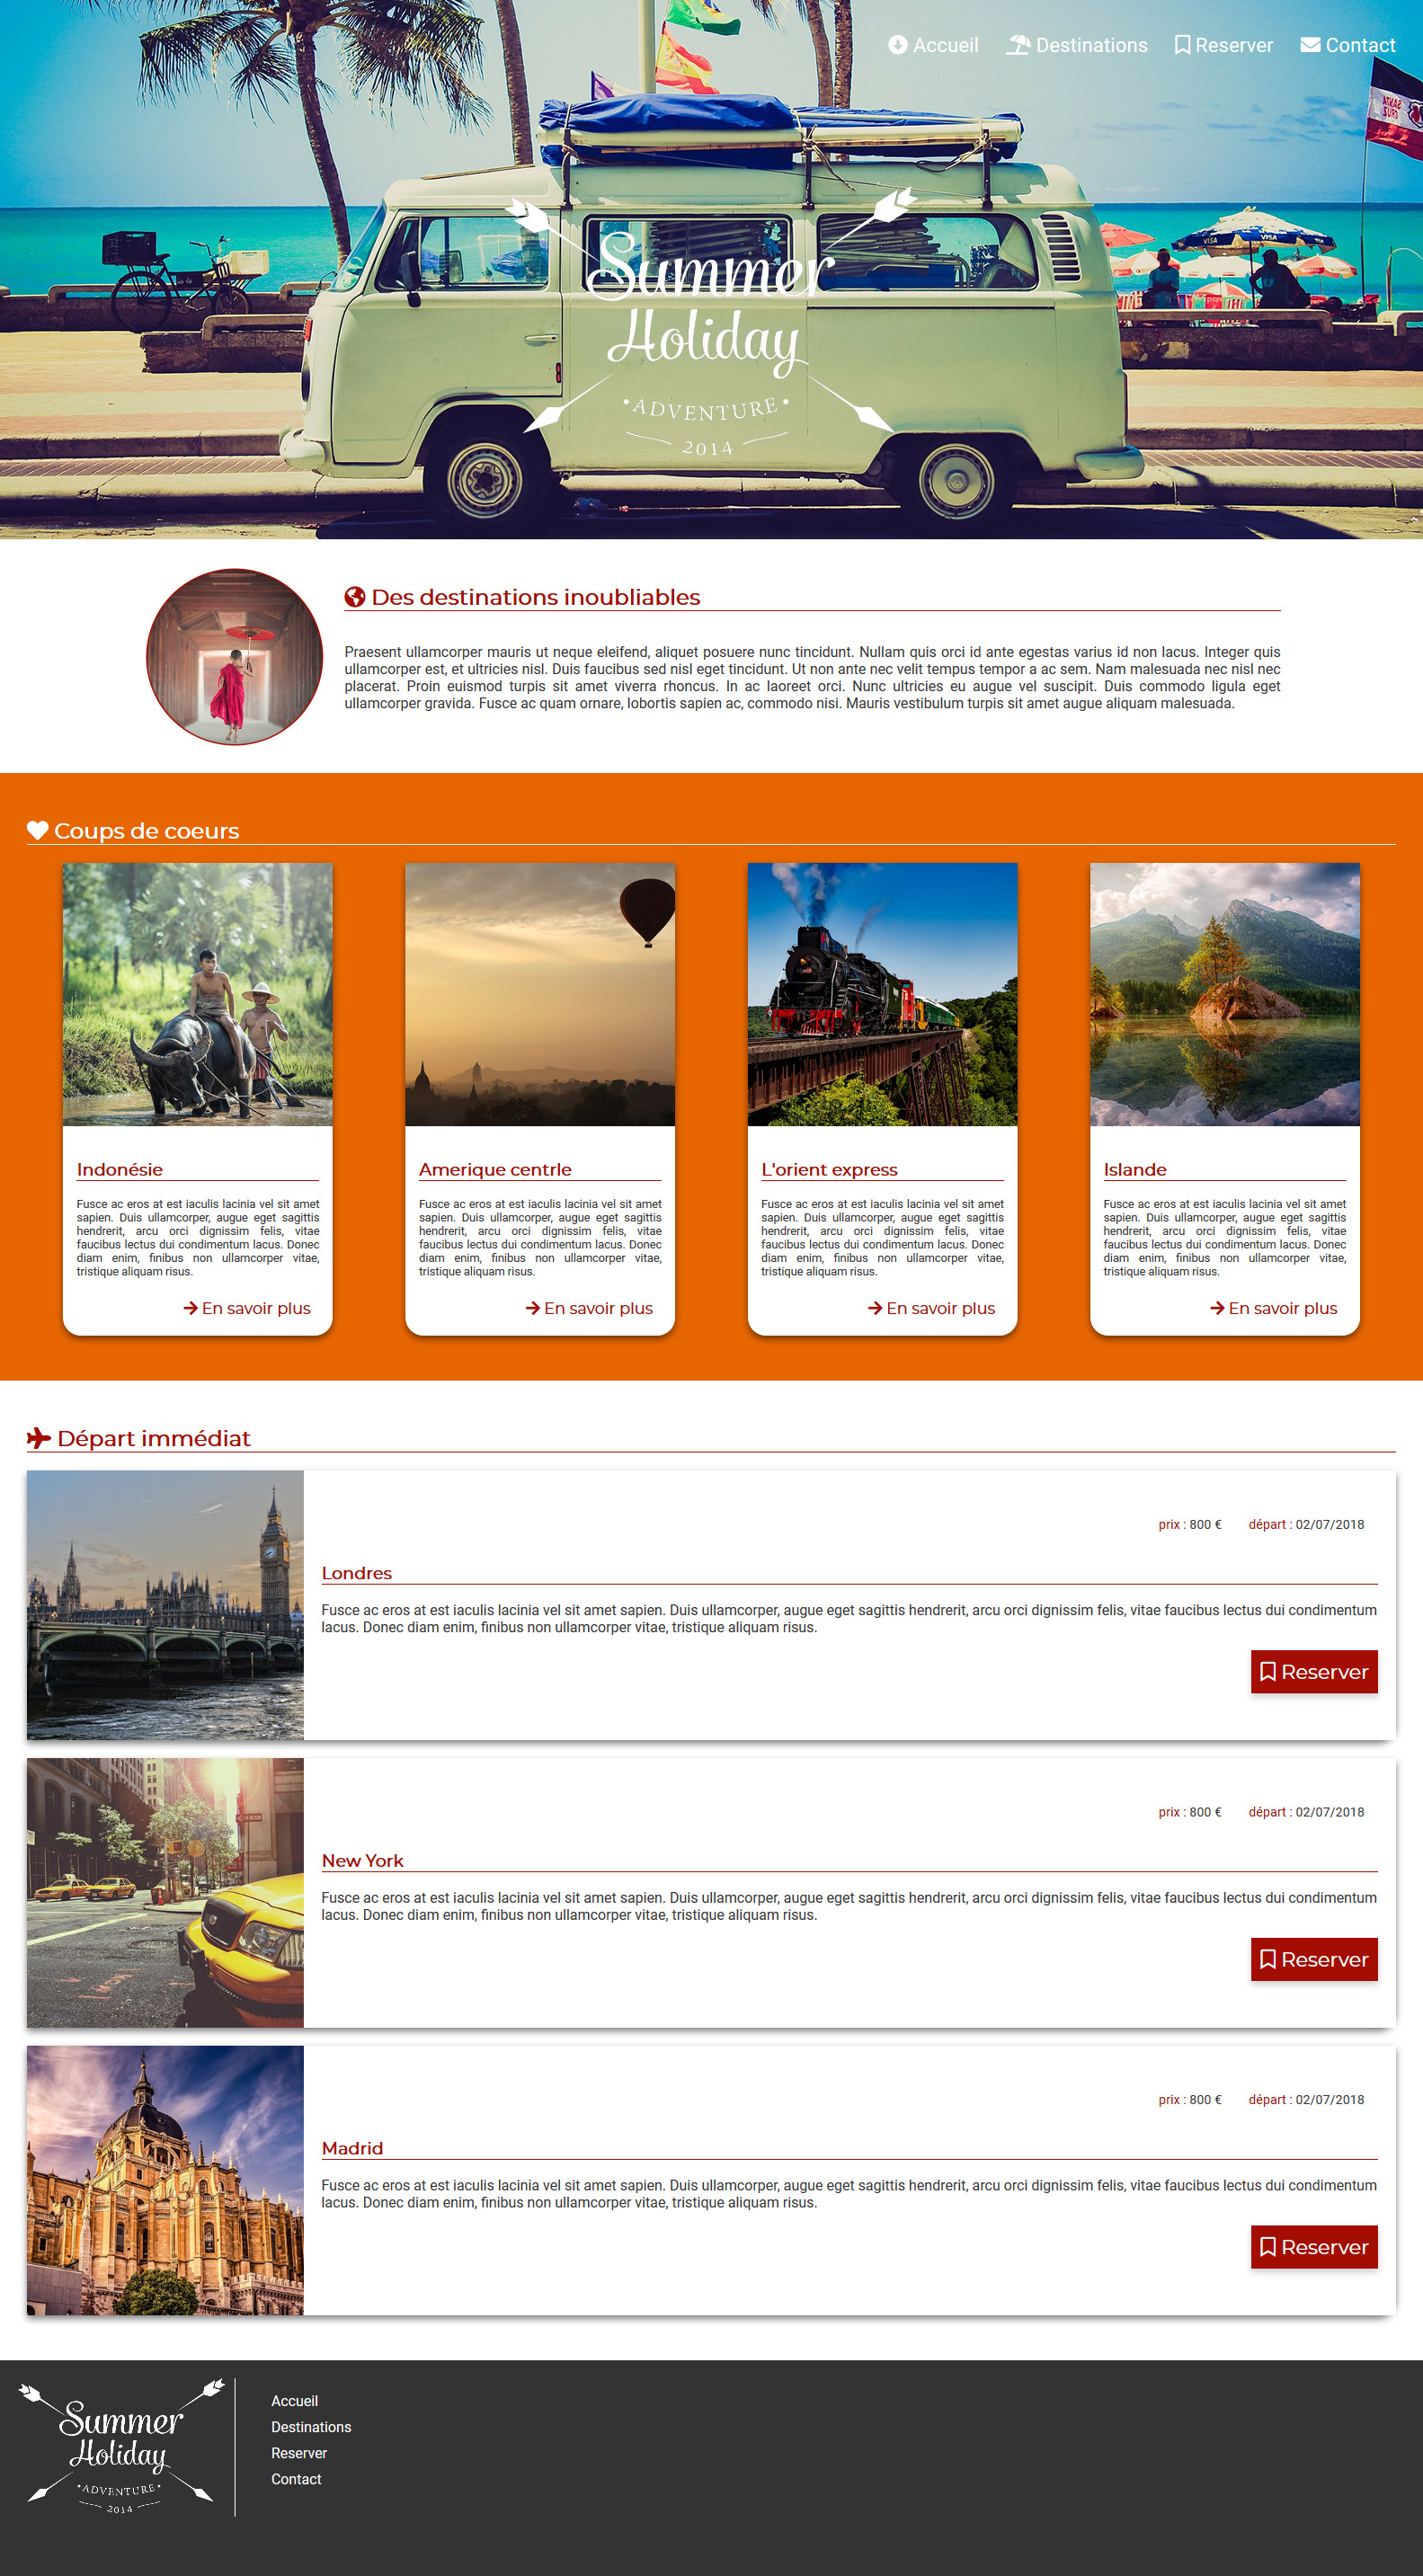 Accueil Destinations Reserver Contact
VISA VISA
Summer
Holiday
•ADVENTURE•
2014
Des destinations inoubliables
Praesent ullamcorper mauris ut neque eleifend, aliquet posuere nunc tincidunt. Nullam quis orci id ante egestas varius id non lacus. Integer quis
ullamcorper est, et ultricies nisl. Duis faucibus sed nisl eget tincidunt. Ut non ante nec velit tempus tempor a ac sem. Nam malesuada nec nisl nec
placerat. Proin euismod turpis sit amet viverra rhoncus. In ac laoreet orci. Nunc ultricies eu augue vel suscipit. Duis commodo ligula eget
ullamcorper gravida. Fusce ac quam ornare, lobortis sapien ac, commodo nisi. Mauris vestibulum turpis sit amet augue aliquam malesuada.
Coups de coeurs
Indonésie
Fusce ac eros at est iaculis lacinia vel sit amet
sapien. Duis ullamcorper, augue eget sagittis
hendrerit, arcu orci dignissim felis, vitae
faucibus lectus dui condimentum lacus. Donec
diam enim, finibus non ullamcorper vitae,
tristique aliquam risus.
En savoir plus
Amerique centrle
Fusce ac eros at est iaculis lacinia vel sit amet
sapien. Duis ullamcorper, augue eget sagittis
hendrerit, arcu orci dignissim felis, vitae
faucibus lectus dui condimentum lacus. Donec
diam enim, finibus non ullamcorper vitae,
tristique aliquam risus.
En savoir plus
L'orient express
Fusce ac eros at est iaculis lacinia vel sit amet
sapien. Duis ullamcorper, augue eget sagittis
hendrerit, arcu orci dignissim felis, vitae
faucibus lectus dui condimentum lacus. Donec
diam enim, finibus non ullamcorper vitae,
tristique aliquam risus.
En savoir plus
Islande
Fusce ac eros at est iaculis lacinia vel sit amet
sapien. Duis ullamcorper, augue eget sagittis
hendrerit, arcu orci dignissim felis, vitae
faucibus lectus dui condimentum lacus. Donec
diam enim, finibus non ullamcorper vitae,
tristique aliquam risus.
En savoir plus
Départ immédiat
prix : 800 € départ : 02/07/2018
Londres
Fusce ac eros at est iaculis lacinia vel sit amet sapien. Duis ullamcorper, augue eget sagittis hendrerit, arcu orci dignissim felis, vitae faucibus lectus dui condimentum
lacus. Donec diam enim, finibus non ullamcorper vitae, tristique aliquam risus.
Reserver
prix : 800 € départ : 02/07/2018
New York
Fusce ac eros at est iaculis lacinia vel sit amet sapien. Duis ullamcorper, augue eget sagittis hendrerit, arcu orci dignissim felis, vitae faucibus lectus dui condimentum
lacus. Donec diam enim, finibus non ullamcorper vitae, tristique aliquam risus.
Reserver
prix : 800 € départ : 02/07/2018
Madrid
Fusce ac eros at est iaculis lacinia vel sit amet sapien. Duis ullamcorper, augue eget sagittis hendrerit, arcu orci dignissim felis, vitae faucibus lectus dui condimentum
lacus. Donec diam enim, finibus non ullamcorper vitae, tristique aliquam risus.
Reserver
Summer
Holiday
•ADVENTURE•
2014
Accueil
Destinations
Reserver
Contact